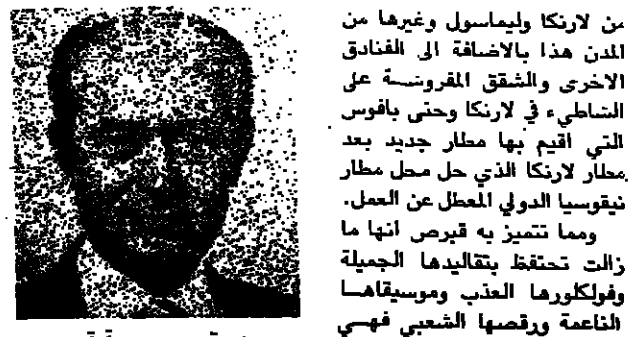 من لارنكا وليماسول وغيرها من
المدن هذا بالاضافة الى الفنادق
الاخرى والشقق المفروشة على
الشاطيء في لارنكا وحتى بافوس
التي اقيم بها مطار جديد بعد
مطار لارنكا الذي حل محل مطار
نيقوسيا الدولي المعطل عن العمل.
ومما تتميز به قبرص انها ما
زالت تحتفظ بتقاليدها الجميلة
وفولكلورها العذب وموسيقاها
الناعمة ورقصها الشعبي فهي